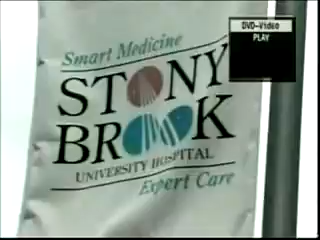 Smart Medicine
STONY
BROOK
UNIVERSITY HOSPITAL
Expert Care
DVD-Video
PLAY